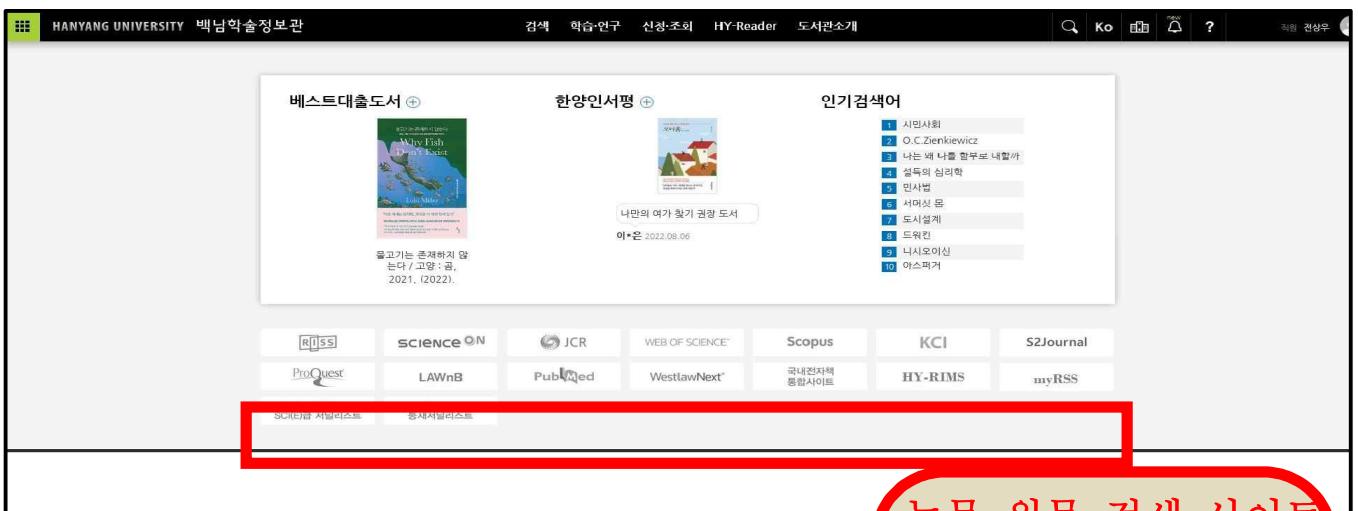 HANYANG UNIVERSITY 백남학술정보관 검색 학습·연구 신청·조회 HY-Reader 도서관소개 Ko new ? 직원 전상우
베스트대출도서
Why Fish
Don't Exist
Lulu Miller
물고기는 존재하지 않
는다 / 고양 : 곰,
2021, (2022).
한양인서평
나만의 여가 찾기 권장 도서
이*은 2022.08.06
인기검색어
1 시민사회
2 O.C.Zienkiewicz
3 나는 왜 나를 함부로 내할까
4 설득의 심리학
5 민사법
6 서머싯 몸
7 도시설계
8 드워킨
9 니시오이신
10 아스퍼거
RISS SCIENCE ON JCR WEB OF SCIENCE Scopus KCI S2Journal
ProQuest LAWnB PubMed WestlawNext 국내전자책 통합사이트 HY-RIMS myRSS
SCI(E)급 저널리스트 등재저널리스트